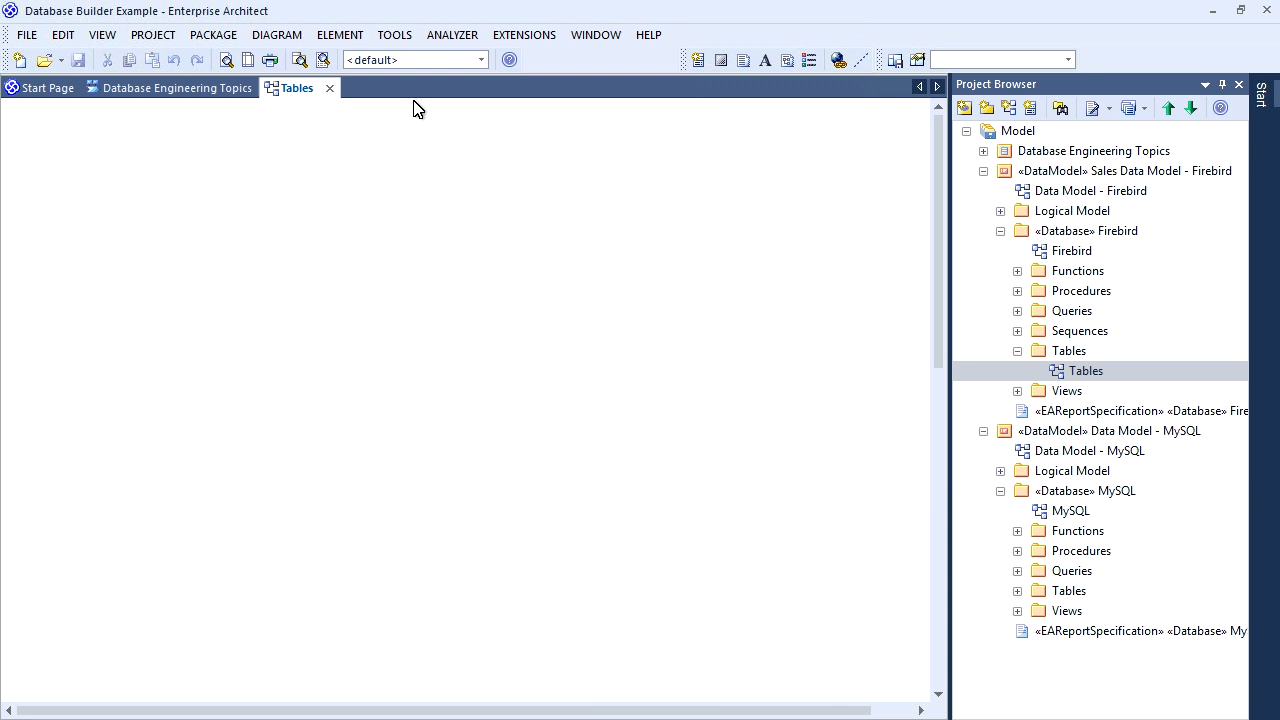 Database Builder Example - Enterprise Architect
FILE EDIT VIEW PROJECT PACKAGE DIAGRAM ELEMENT TOOLS ANALYZER EXTENSIONS WINDOW HELP
<default>
Start Page Database Engineering Topics Tables
Project Browser
Start
Model
Database Engineering Topics
«DataModel» Sales Data Model - Firebird
Data Model - Firebird
Logical Model
«Database» Firebird
Firebird
Functions
Procedures
Queries
Sequences
Tables
Tables
Views
«EAReportSpecification» «Database» Fire
«DataModel» Data Model - MySQL
Data Model - MySQL
Logical Model
«Database» MySQL
MySQL
Functions
Procedures
Queries
Tables
Views
«EAReportSpecification» «Database» My